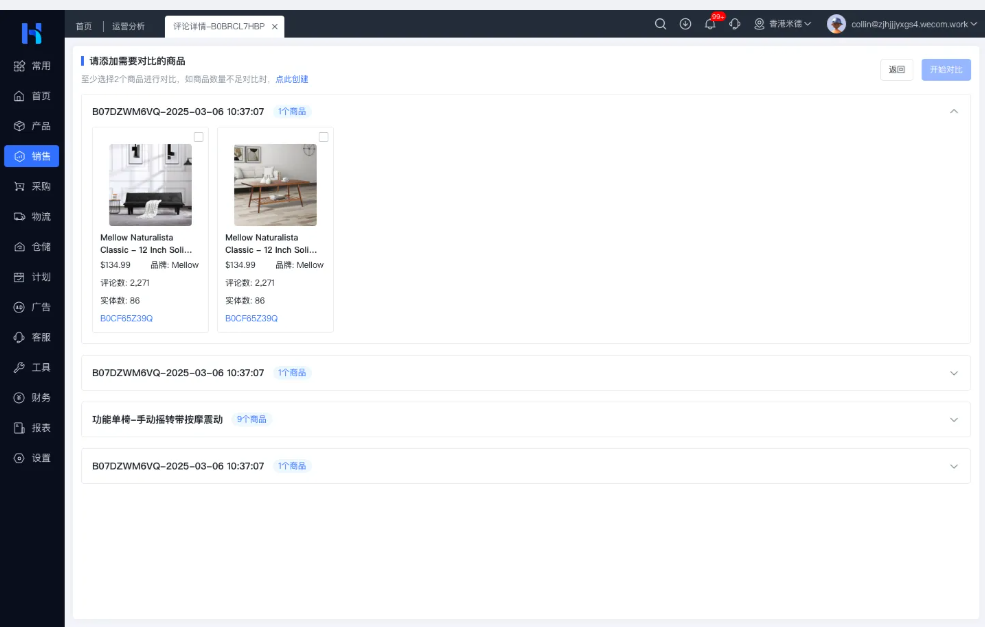 首页
运营分析
评论详情-B0BRCL7HBP ×
99+
香港米德
collin@zjhjjjyxgs4.wecom.work
常用
首页
产品
销售
采购
物流
仓储
计划
广告
客服
工具
财务
报表
设置
请添加需要对比的商品
至少选择2个商品进行对比，如商品数量不足对比时，点此创建
返回
开始对比
B07DZWM6VQ-2025-03-06 10:37:07 1个商品
Mellow Naturalista
Classic - 12 Inch Soli...
$134.99 品牌: Mellow
评论数: 2,271
实体数: 86
B0CF65Z39Q
Mellow Naturalista
Classic - 12 Inch Soli...
$134.99 品牌: Mellow
评论数: 2,271
实体数: 86
B0CF65Z39Q
B07DZWM6VQ-2025-03-06 10:37:07 1个商品
功能单椅-手动摇转带按摩震动 9个商品
B07DZWM6VQ-2025-03-06 10:37:07 1个商品